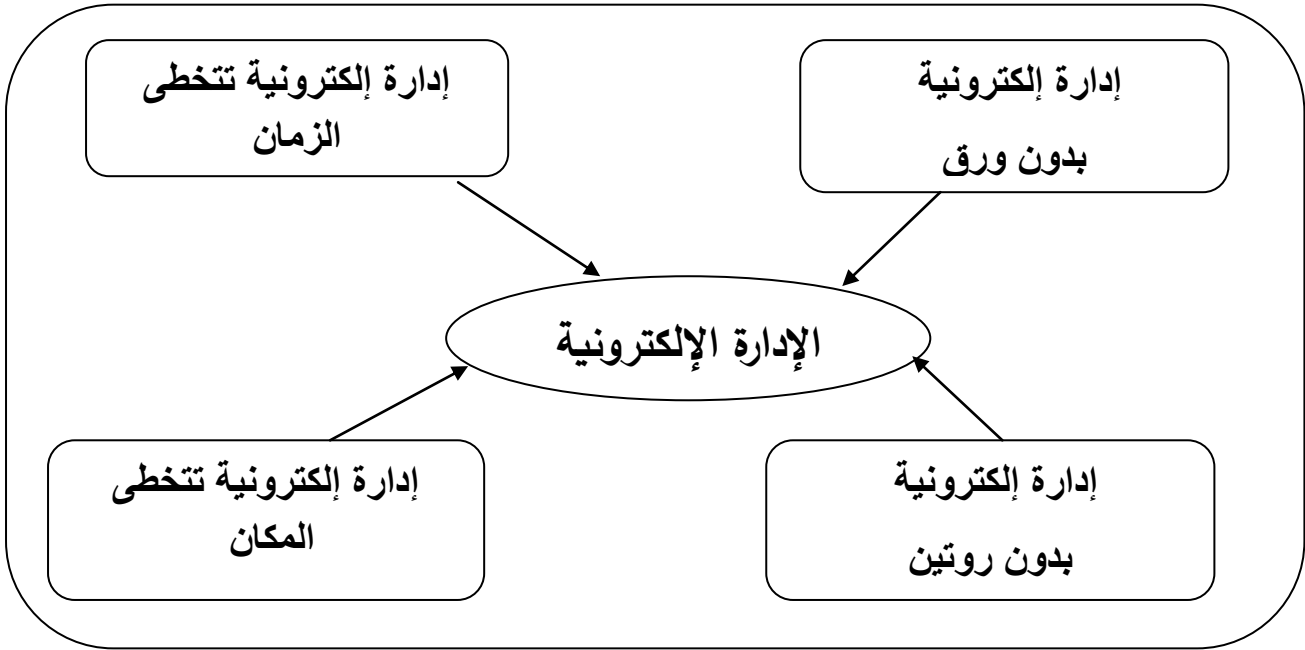 إدارة إلكترونية
بدون ورق
إدارة إلكترونية تتخطى
الزمان
الإدارة الإلكترونية
إدارة إلكترونية
بدون روتين
إدارة إلكترونية تتخطى
المكان